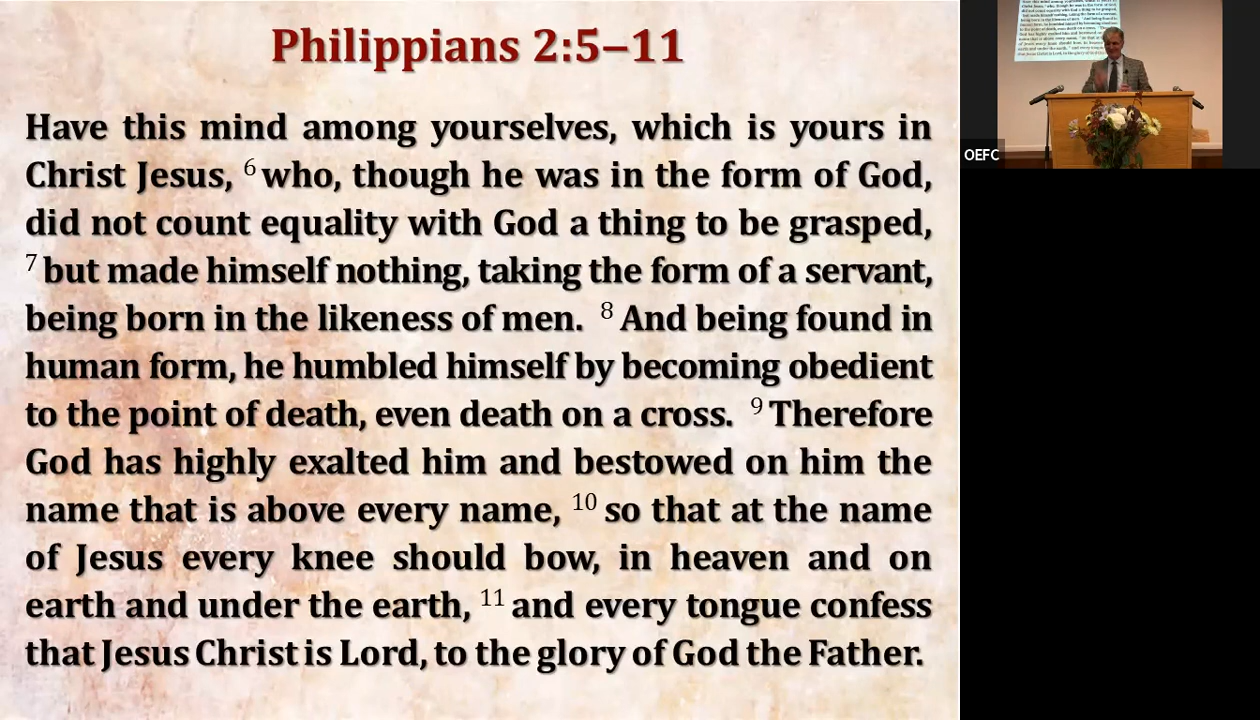 Philippians 2:5–11
Have this mind among yourselves, which is yours in
Christ Jesus, 6 who, though he was in the form of God,
did not count equality with God a thing to be grasped,
7 but made himself nothing, taking the form of a servant,
being born in the likeness of men. 8 And being found in
human form, he humbled himself by becoming obedient
to the point of death, even death on a cross. 9 Therefore
God has highly exalted him and bestowed on him the
name that is above every name, 10 so that at the name
of Jesus every knee should bow, in heaven and on
earth and under the earth, 11 and every tongue confess
that Jesus Christ is Lord, to the glory of God the Father.
OEFC